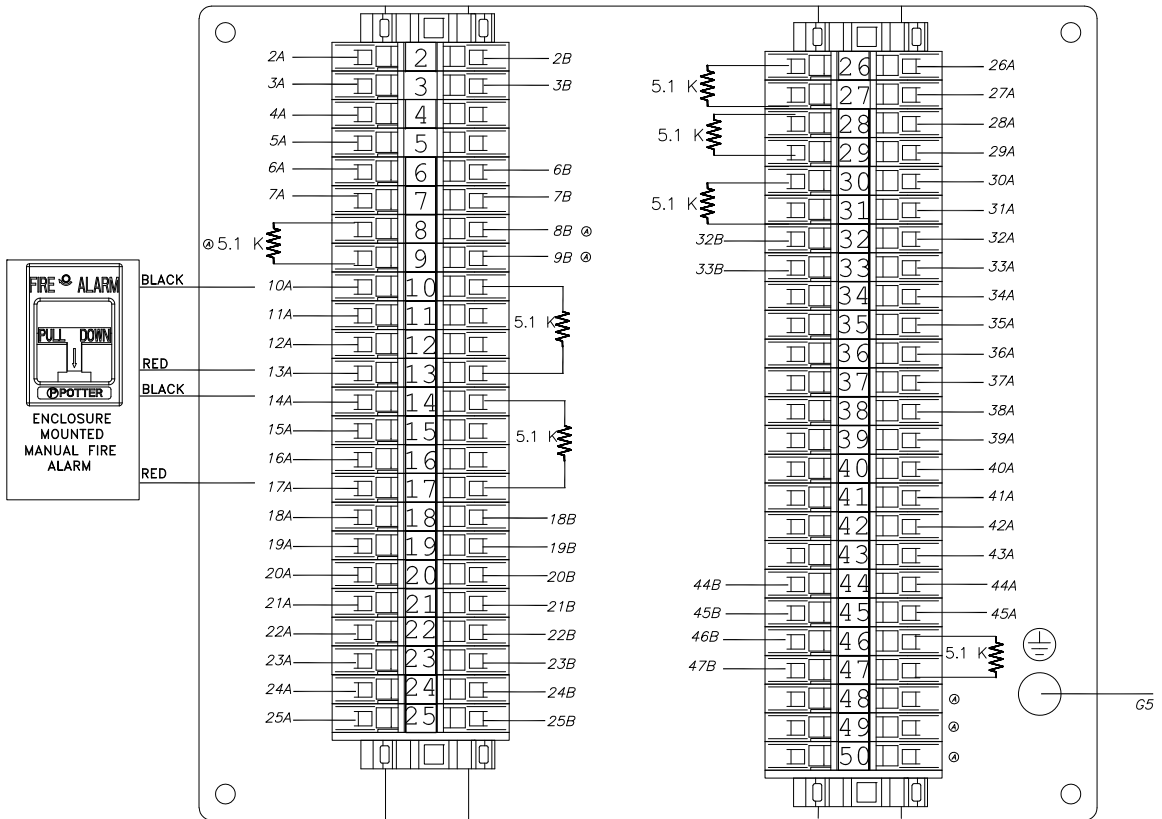 2A 2 2B
3A 3 3B
4A 4
5A 5
6A 6 6B
7A 7 7B
Ⓐ 5.1 K 8 8B Ⓐ
9 9B Ⓐ
FIRE ALARM
PULL DOWN
POTTER
ENCLOSURE
MOUNTED
MANUAL FIRE
ALARM
BLACK 10A 10
11A 11 5.1 K
12A 12
RED 13A 13
BLACK 14A 14
15A 15 5.1 K
16A 16
RED 17A 17
18A 18 18B
19A 19 19B
20A 20 20B
21A 21 21B
22A 22 22B
23A 23 23B
24A 24 24B
25A 25 25B
5.1 K 26 26A
27 27A
5.1 K 28 28A
29 29A
5.1 K 30 30A
31 31A
32B 32 32A
33B 33 33A
34 34A
35 35A
36 36A
37 37A
38 38A
39 39A
40 40A
41 41A
42 42A
43 43A
44B 44 44A
45B 45 45A
46B 46 5.1 K
47B 47
48 Ⓐ
49 Ⓐ
50 Ⓐ
G5